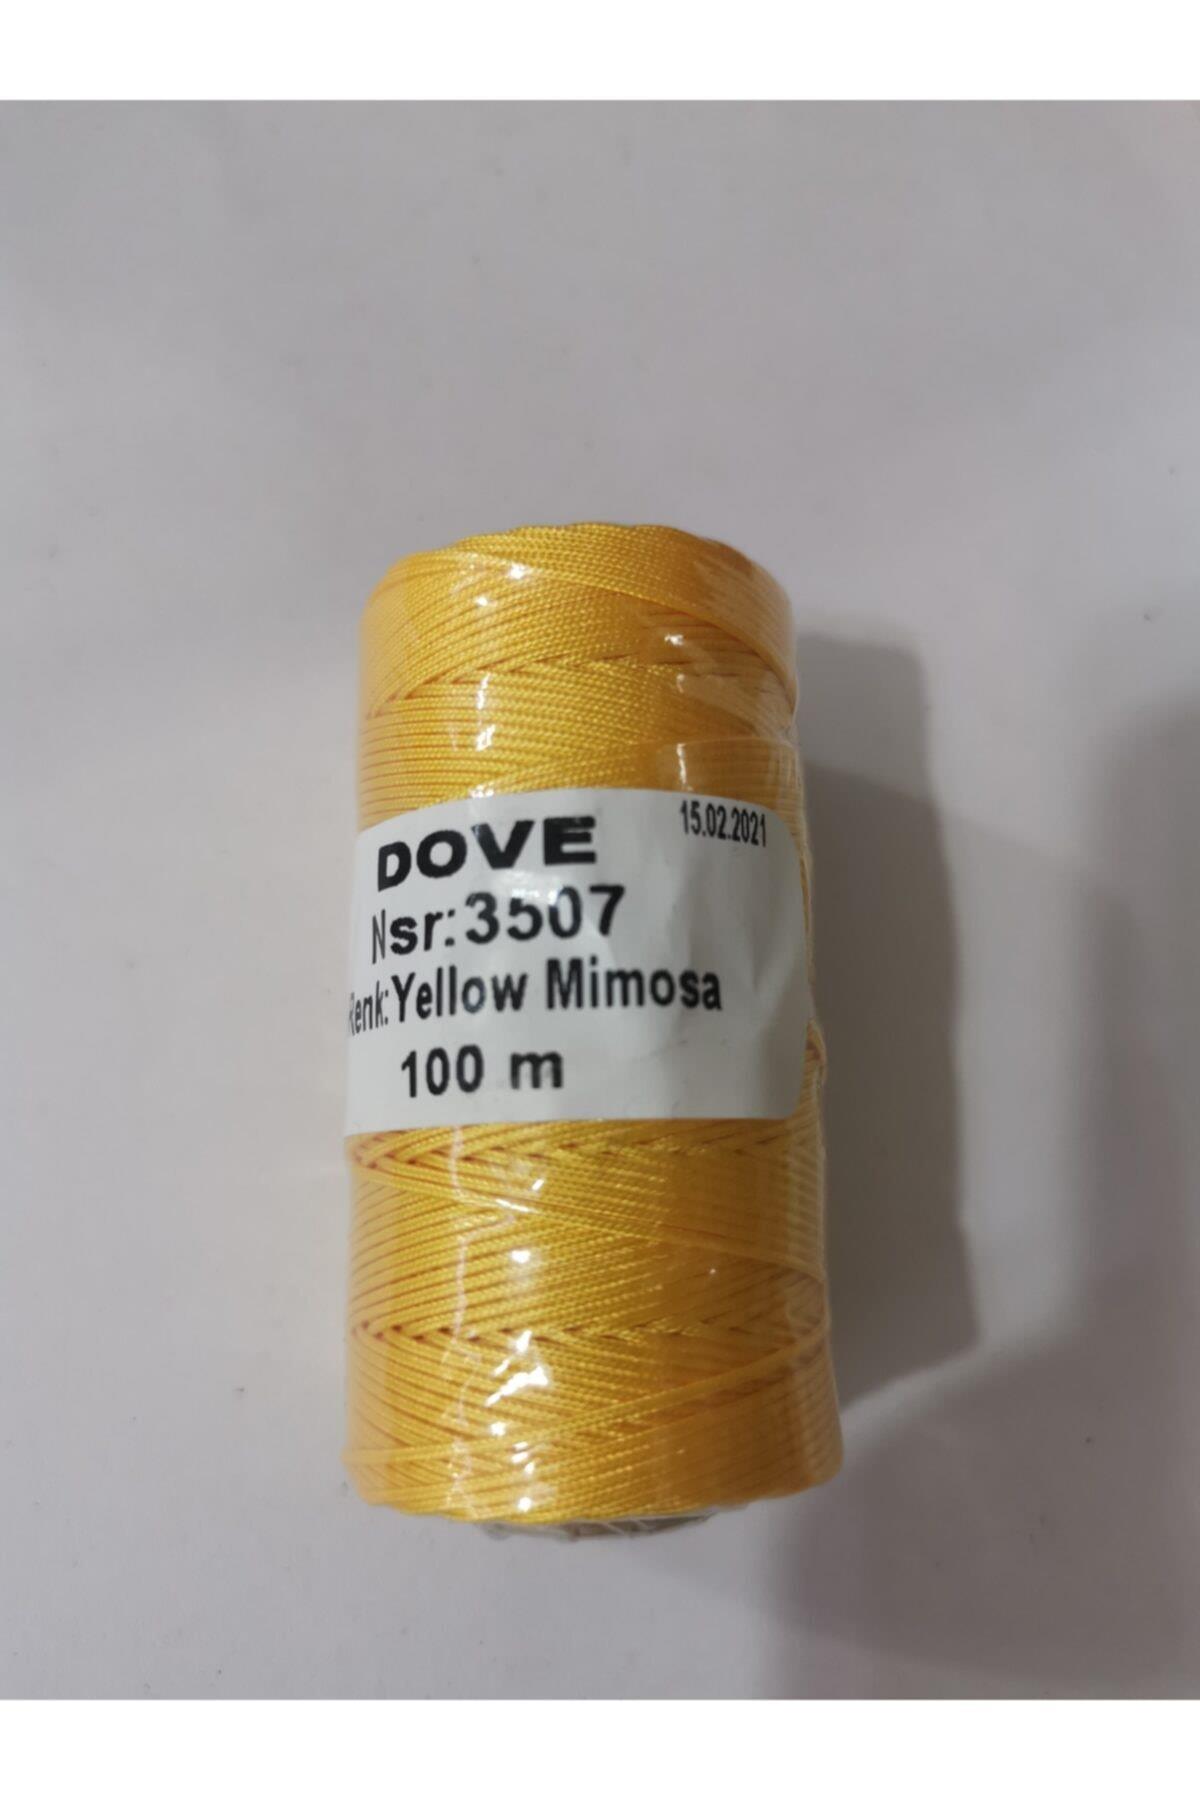 DOVE 15.02.2021
Nsr:3507
Renk:Yellow Mimosa
100 m